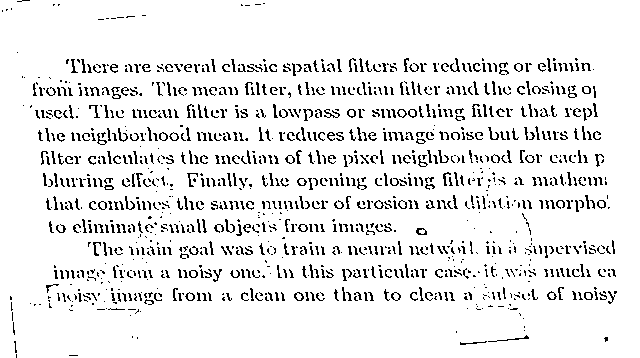 There are several classic spatial filters for reducing or elimin
from images. The mean filter, the median filter and the closing o
used. The mean filter is a lowpass or smoothing filter that repl
the neighborhood mean. It reduces the image noise but blurs the
filter calculates the median of the pixel neighborhood for each p
blurring effect. Finally, the opening closing filter is a mathem
that combines the same number of erosion and dilation morpho
to eliminate small objects from images.
The main goal was to train a neural network in a supervised
image from a noisy one. In this particular case, it was much ea
noisy image from a clean one than to clean a subset of noisy